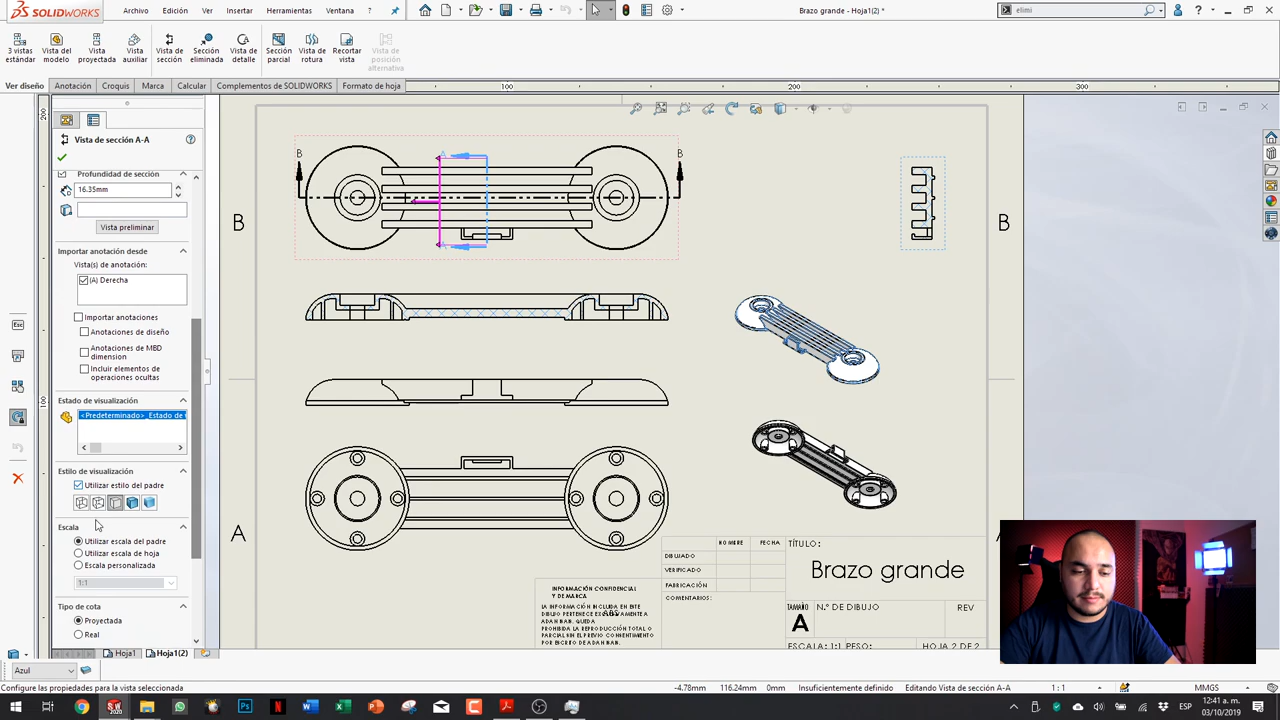 SOLIDWORKS
Archivo
Edición
Ver
Insertar
Herramientas
Ventana
?
Brazo grande - Hoja1(2) *
elimi
3 vistas estándar
Vista del modelo
Vista proyectada
Vista auxiliar
Vista de sección
Sección eliminada
Vista de detalle
Sección parcial
Vista de rotura
Recortar vista
Vista de posición alternativa
Ver diseño
Anotación
Croquis
Marca
Calcular
Complementos de SOLIDWORKS
Formato de hoja
100
200
300
200
100
Vista de sección A-A
Profundidad de sección
16.35mm
Vista preliminar
Importar anotación desde
Vista(s) de anotación:
(A) Derecha
Importar anotaciones
Anotaciones de diseño
Anotaciones de MBD
dimension
Incluir elementos de
operaciones ocultas
Estado de visualización
<Predeterminado>_Estado de
Estilo de visualización
Utilizar estilo del padre
Escala
Utilizar escala del padre
Utilizar escala de hoja
Escala personalizada
1:1
Tipo de cota
Proyectada
Real
Esc
B
B
A
A
B
B
A
NOMBRE
FECHA
DIBUJADO
VERIFICADO
FABRICACIÓN
COMENTARIOS:
TÍTULO:
Brazo grande
TAMAÑO
A
N.º DE DIBUJO
REV
ESCALA: 1:1
PESO:
HOJA 2 DE 2
INFORMACIÓN CONFIDENCIAL
Y DE MARCA
Hoja1
Hoja1(2)
Azul
Configure las propiedades para la vista seleccionada
-4.78mm
116.24mm
0mm
Insuficientemente definido
Editando Vista de sección A-A
1 : 1
MMGS
ESP
12:41 a. m.
03/10/2019